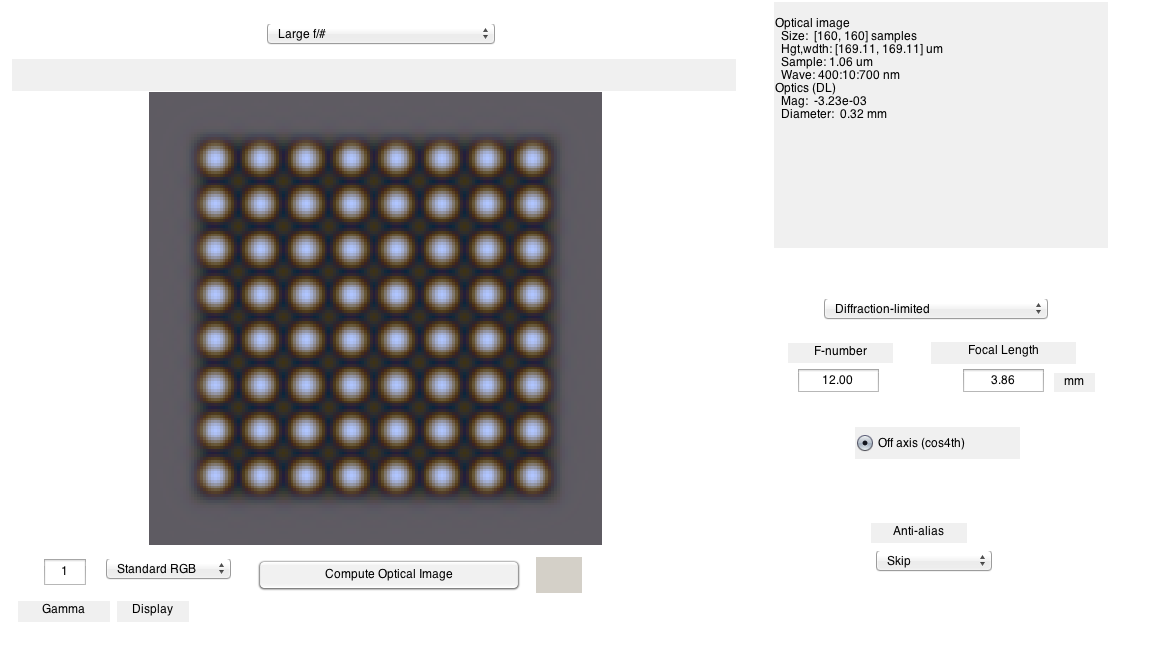 Large f/#
Optical image
Size: [160, 160] samples
Hgt,wdth: [169.11, 169.11] um
Sample: 1.06 um
Wave: 400:10:700 nm
Optics (DL)
Mag: -3.23e-03
Diameter: 0.32 mm
Diffraction-limited
F-number
Focal Length
12.00
3.86
mm
Off axis (cos4th)
Anti-alias
Skip
1
Standard RGB
Compute Optical Image
Gamma
Display